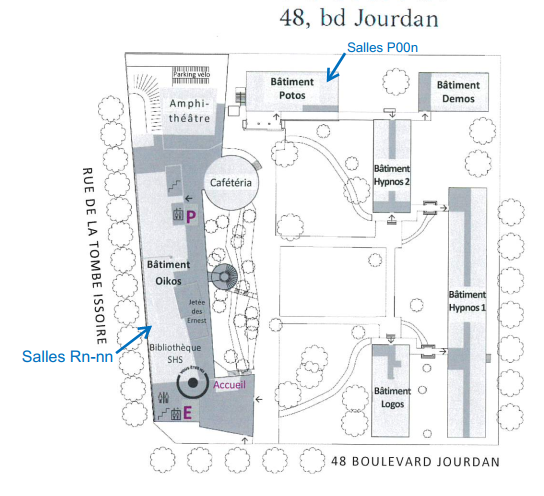 48, bd Jourdan
Salles P00n
Parking vélo
Bâtiment
Potos
Bâtiment
Demos
Amphi-
théâtre
Bâtiment
Hypnos 2
Cafétéria
P
RUE DE LA TOMBE ISSOIRE
Bâtiment
Oikos
Jetée
des
Ernest
Bâtiment
Hypnos 1
Salles Rn-nn
Bibliothèque
SHS
Accueil
Bâtiment
Logos
E
48 BOULEVARD JOURDAN